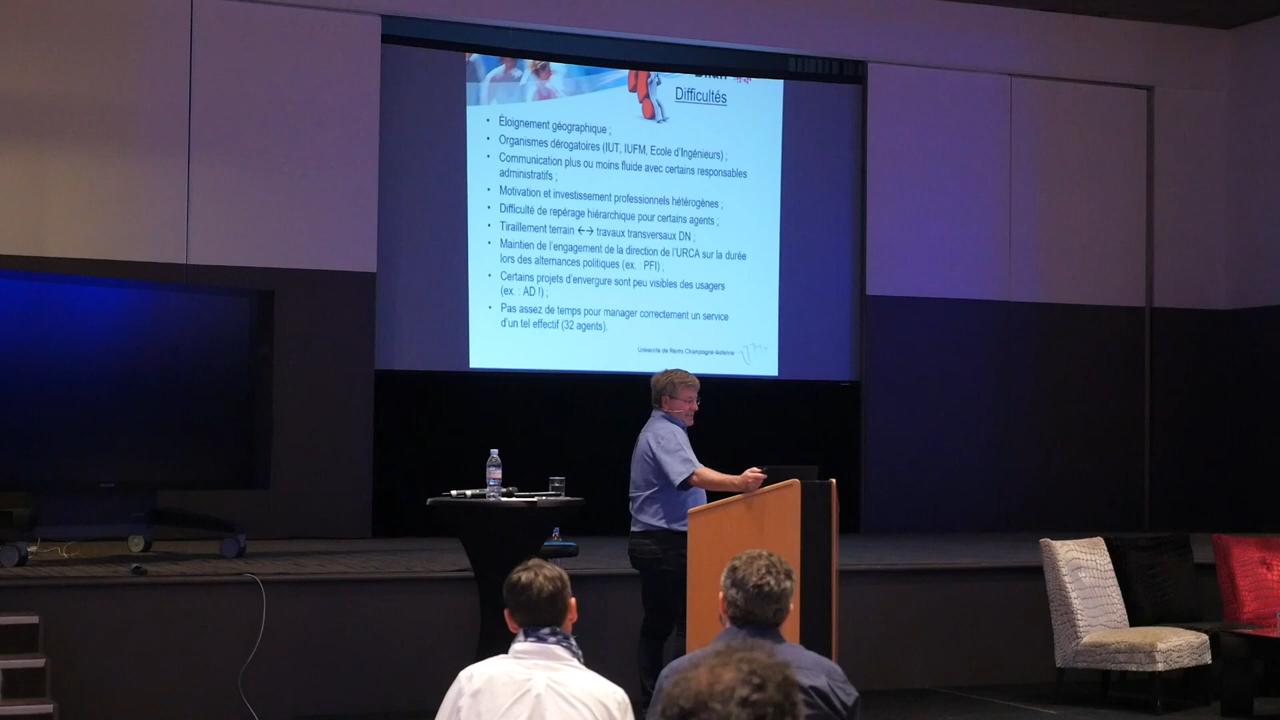 Difficultés
• Éloignement géographique ;
• Organismes dérogatoires (IUT, IUFM, Ecole d'Ingénieurs) ;
• Communication plus ou moins fluide avec certains responsables
administratifs ;
• Motivation et investissement professionnels hétérogènes ;
• Difficulté de repérage hiérarchique pour certains agents ;
• Tiraillement terrain ←→ travaux transversaux DN ;
• Maintien de l'engagement de la direction de l'URCA sur la durée
lors des alternances politiques (ex. : PFI) ;
• Certains projets d'envergure sont peu visibles des usagers
(ex. : AD !) ;
• Pas assez de temps pour manager correctement un service
d'un tel effectif (32 agents).
Université de Reims Champagne-Ardenne